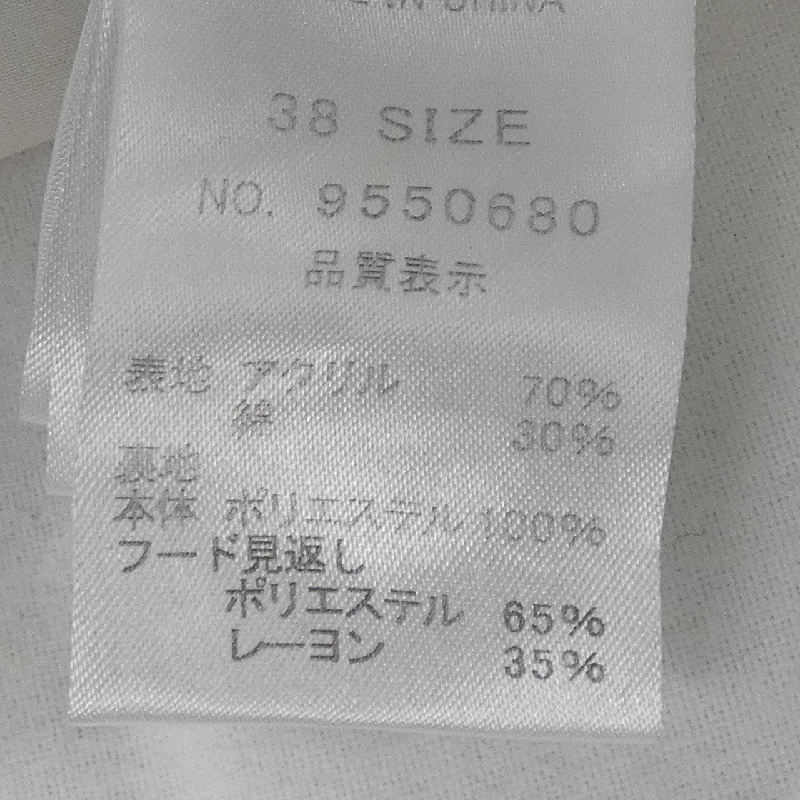 IN CHINA
38 SIZE
NO. 9550680
品質表示
表地 アクリル 70%
綿 30%
裏地
本体 ポリエステル 100%
フード見返し
ポリエステル 65%
レーヨン 35%